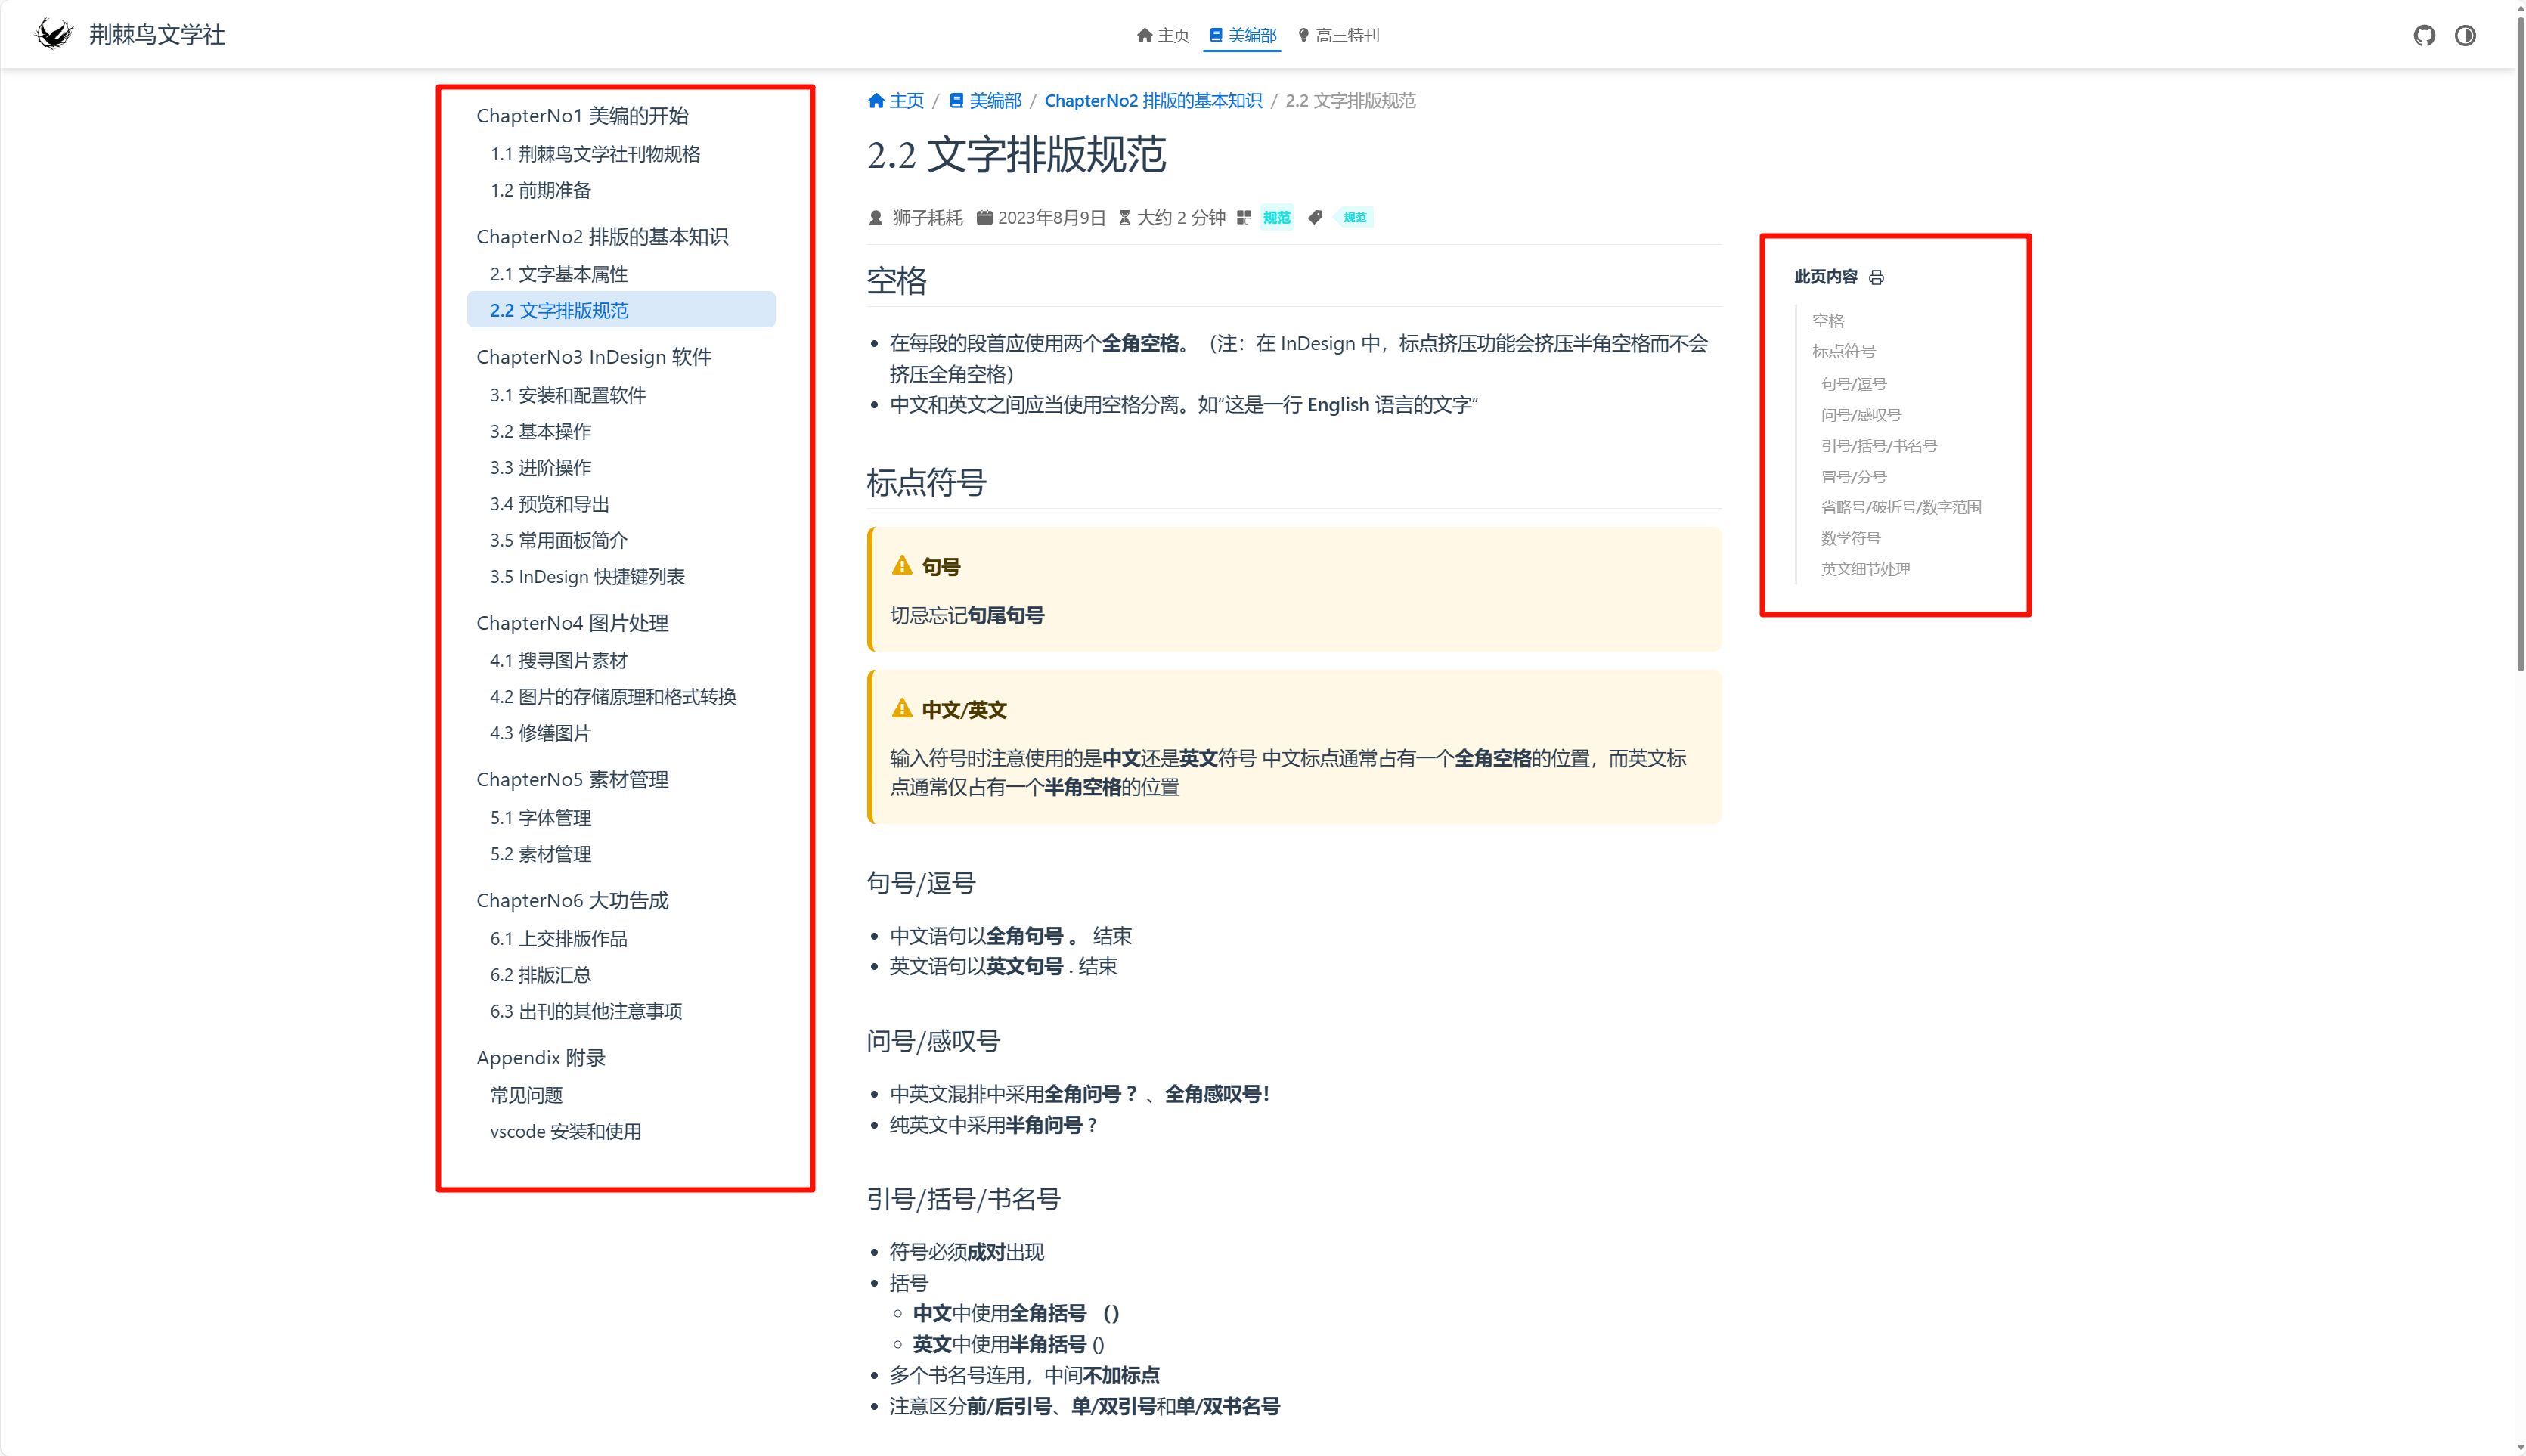 荆棘鸟文学社
主页
美编部
高三特刊
ChapterNo1 美编的开始
1.1 荆棘鸟文学社刊物规格
1.2 前期准备
ChapterNo2 排版的基本知识
2.1 文字基本属性
2.2 文字排版规范
ChapterNo3 InDesign 软件
3.1 安装和配置软件
3.2 基本操作
3.3 进阶操作
3.4 预览和导出
3.5 常用面板简介
3.5 InDesign 快捷键列表
ChapterNo4 图片处理
4.1 搜寻图片素材
4.2 图片的存储原理和格式转换
4.3 修缮图片
ChapterNo5 素材管理
5.1 字体管理
5.2 素材管理
ChapterNo6 大功告成
6.1 上交排版作品
6.2 排版汇总
6.3 出刊的其他注意事项
Appendix 附录
常见问题
vscode 安装和使用
主页 / 美编部 / ChapterNo2 排版的基本知识 / 2.2 文字排版规范
2.2 文字排版规范
狮子耗耗 2023年8月9日 大约 2 分钟 规范 规范
空格
• 在每段的段首应使用两个全角空格。（注：在 InDesign 中，标点挤压功能会挤压半角空格而不会
挤压全角空格）
• 中文和英文之间应当使用空格分离。如“这是一行 English 语言的文字”
标点符号
句号
切忌忘记句尾句号
中文/英文
输入符号时注意使用的是中文还是英文符号 中文标点通常占有一个全角空格的位置，而英文标
点通常仅占有一个半角空格的位置
句号/逗号
• 中文语句以全角句号 。 结束
• 英文语句以英文句号 . 结束
问号/感叹号
• 中英文混排中采用全角问号？ 、全角感叹号！
• 纯英文中采用半角问号 ?
引号/括号/书名号
• 符号必须成对出现
• 括号
◦ 中文中使用全角括号 （）
◦ 英文中使用半角括号 ()
• 多个书名号连用，中间不加标点
• 注意区分前/后引号、单/双引号和单/双书名号
此页内容
空格
标点符号
句号/逗号
问号/感叹号
引号/括号/书名号
冒号/分号
省略号/破折号/数字范围
数学符号
英文细节处理